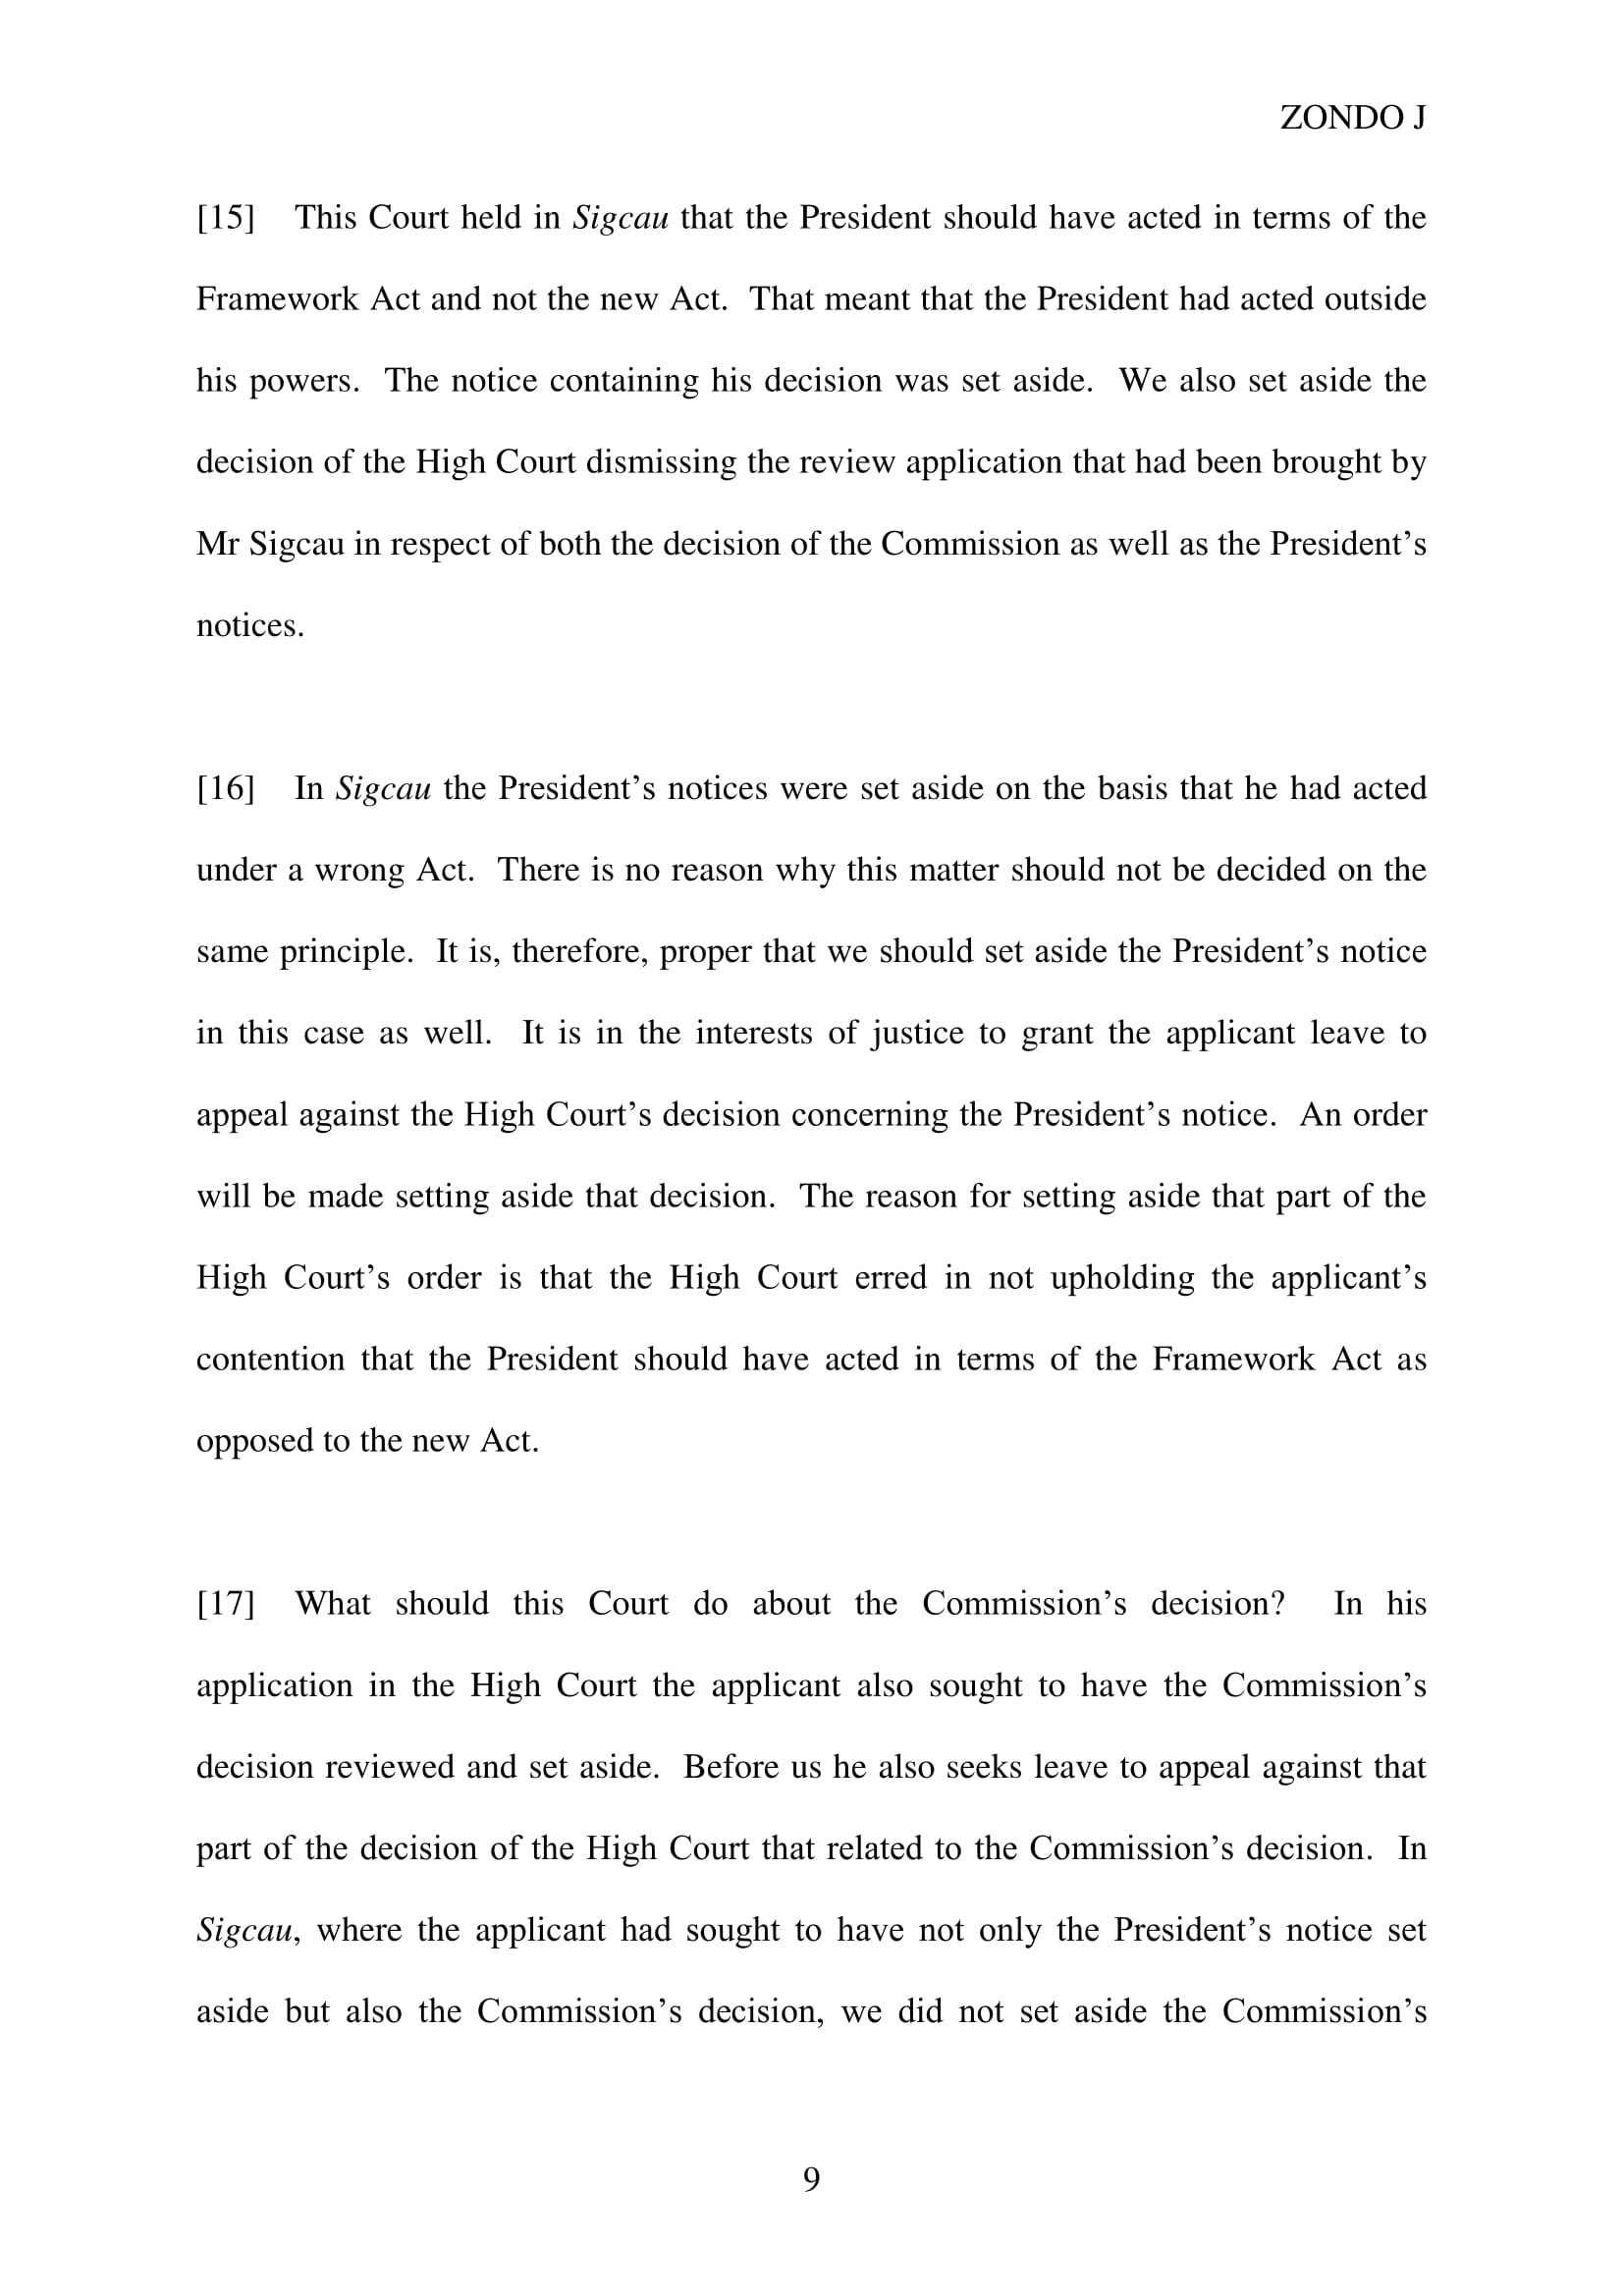 ZONDO J
[15] This Court held in Sigcau that the President should have acted in terms of the
Framework Act and not the new Act. That meant that the President had acted outside
his powers. The notice containing his decision was set aside. We also set aside the
decision of the High Court dismissing the review application that had been brought by
Mr Sigcau in respect of both the decision of the Commission as well as the President’s
notices.
[16] In Sigcau the President’s notices were set aside on the basis that he had acted
under a wrong Act. There is no reason why this matter should not be decided on the
same principle. It is, therefore, proper that we should set aside the President’s notice
in this case as well. It is in the interests of justice to grant the applicant leave to
appeal against the High Court’s decision concerning the President’s notice. An order
will be made setting aside that decision. The reason for setting aside that part of the
High Court’s order is that the High Court erred in not upholding the applicant’s
contention that the President should have acted in terms of the Framework Act as
opposed to the new Act.
[17] What should this Court do about the Commission’s decision? In his
application in the High Court the applicant also sought to have the Commission’s
decision reviewed and set aside. Before us he also seeks leave to appeal against that
part of the decision of the High Court that related to the Commission’s decision. In
Sigcau, where the applicant had sought to have not only the President’s notice set
aside but also the Commission’s decision, we did not set aside the Commission’s
9